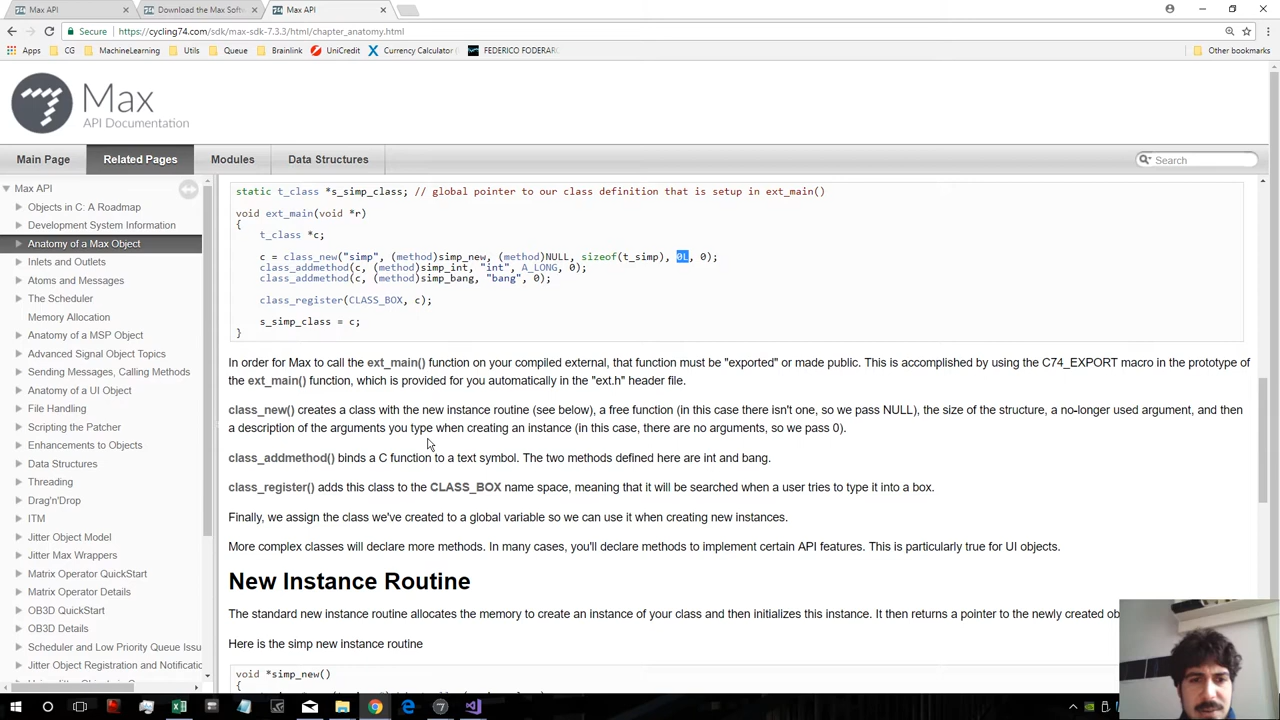 Max API
Download the Max Softw
Max API
Secure
https://cycling74.com/sdk/max-sdk-7.3.3/html/chapter_anatomy.html
Apps
CG
MachineLearning
Utils
Queue
Brainlink
UniCredit
Currency Calculator (
FEDERICO FODERAR
Other bookmarks
Max
API Documentation
Main Page
Related Pages
Modules
Data Structures
Search
Max API
Objects in C: A Roadmap
Development System Information
Anatomy of a Max Object
Inlets and Outlets
Atoms and Messages
The Scheduler
Memory Allocation
Anatomy of a MSP Object
Advanced Signal Object Topics
Sending Messages, Calling Methods
Anatomy of a UI Object
File Handling
Scripting the Patcher
Enhancements to Objects
Data Structures
Threading
Drag'n'Drop
ITM
Jitter Object Model
Jitter Max Wrappers
Matrix Operator QuickStart
Matrix Operator Details
OB3D QuickStart
OB3D Details
Scheduler and Low Priority Queue Issu
Jitter Object Registration and Notificatio
static t_class *s_simp_class; // global pointer to our class definition that is setup in ext_main()
void ext_main(void *r)
{
t_class *c;
c = class_new("simp", (method)simp_new, (method)NULL, sizeof(t_simp), 0L, 0);
class_addmethod(c, (method)simp_int, "int", A_LONG, 0);
class_addmethod(c, (method)simp_bang, "bang", 0);
class_register(CLASS_BOX, c);
s_simp_class = c;
}
In order for Max to call the ext_main() function on your compiled external, that function must be "exported" or made public. This is accomplished by using the C74_EXPORT macro in the prototype of
the ext_main() function, which is provided for you automatically in the "ext.h" header file.
class_new() creates a class with the new instance routine (see below), a free function (in this case there isn't one, so we pass NULL), the size of the structure, a no-longer used argument, and then
a description of the arguments you type when creating an instance (in this case, there are no arguments, so we pass 0).
class_addmethod() binds a C function to a text symbol. The two methods defined here are int and bang.
class_register() adds this class to the CLASS_BOX name space, meaning that it will be searched when a user tries to type it into a box.
Finally, we assign the class we've created to a global variable so we can use it when creating new instances.
More complex classes will declare more methods. In many cases, you'll declare methods to implement certain API features. This is particularly true for UI objects.
New Instance Routine
The standard new instance routine allocates the memory to create an instance of your class and then initializes this instance. It then returns a pointer to the newly created ob
Here is the simp new instance routine
void *simp_new()
{